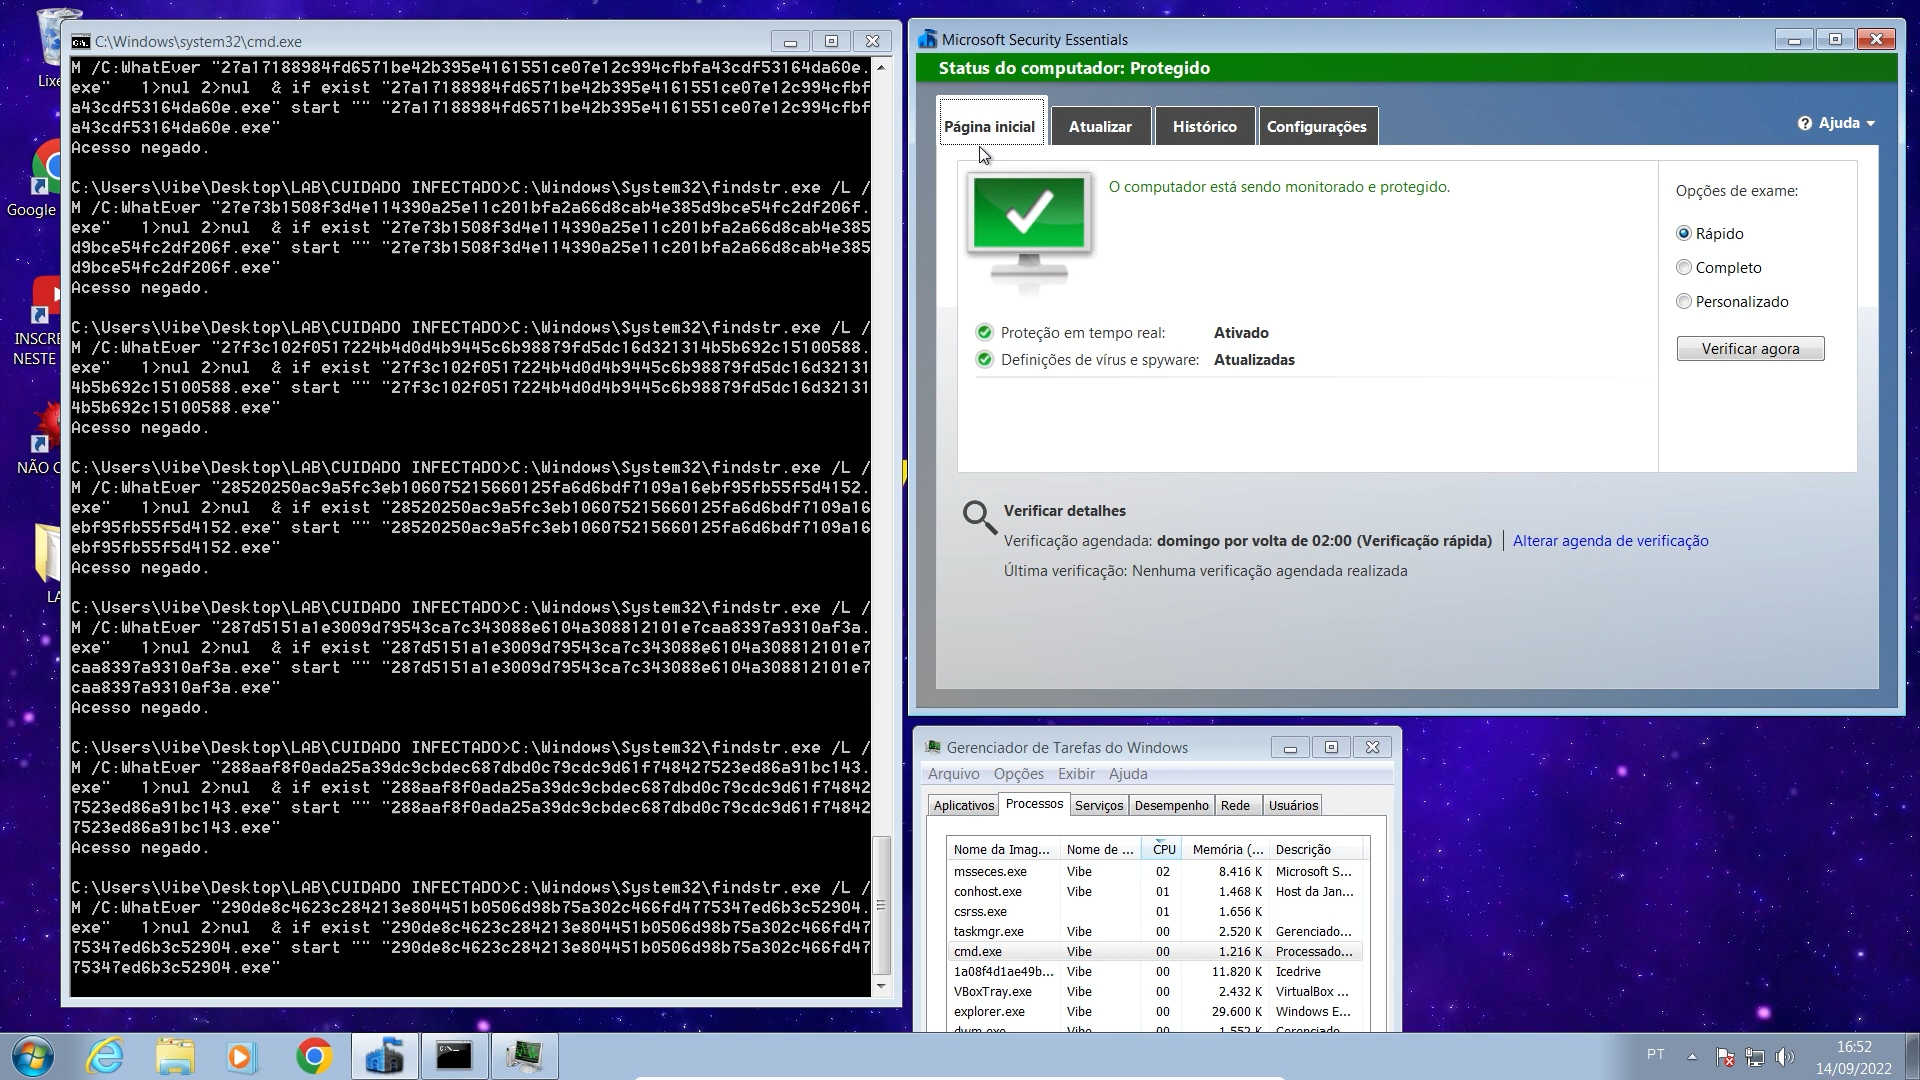 C:\Windows\system32\cmd.exe
M /C:WhatEver "27a17188984fd6571be42b395e4161551ce07e12c994cfbfa43cdf53164da60e.
exe"   1>nul 2>nul  & if exist "27a17188984fd6571be42b395e4161551ce07e12c994cfbf
a43cdf53164da60e.exe" start "" "27a17188984fd6571be42b395e4161551ce07e12c994cfbf
a43cdf53164da60e.exe"
Acesso negado.
C:\Users\Vibe\Desktop\LAB\CUIDADO INFECTADO>C:\Windows\System32\findstr.exe /L /
M /C:WhatEver "27e73b1508f3d4e114390a25e11c201bfa2a66d8cab4e385d9bce54fc2df206f.
exe"   1>nul 2>nul  & if exist "27e73b1508f3d4e114390a25e11c201bfa2a66d8cab4e385
d9bce54fc2df206f.exe" start "" "27e73b1508f3d4e114390a25e11c201bfa2a66d8cab4e385
d9bce54fc2df206f.exe"
Acesso negado.
C:\Users\Vibe\Desktop\LAB\CUIDADO INFECTADO>C:\Windows\System32\findstr.exe /L /
M /C:WhatEver "27f3c102f0517224b4d0d4b9445c6b98879fd5dc16d321314b5b692c15100588.
exe"   1>nul 2>nul  & if exist "27f3c102f0517224b4d0d4b9445c6b98879fd5dc16d32131
4b5b692c15100588.exe" start "" "27f3c102f0517224b4d0d4b9445c6b98879fd5dc16d32131
4b5b692c15100588.exe"
Acesso negado.
C:\Users\Vibe\Desktop\LAB\CUIDADO INFECTADO>C:\Windows\System32\findstr.exe /L /
M /C:WhatEver "28520250ac9a5fc3eb106075215660125fa6d6bdf7109a16ebf95fb55f5d4152.
exe"   1>nul 2>nul  & if exist "28520250ac9a5fc3eb106075215660125fa6d6bdf7109a16
ebf95fb55f5d4152.exe" start "" "28520250ac9a5fc3eb106075215660125fa6d6bdf7109a16
ebf95fb55f5d4152.exe"
Acesso negado.
C:\Users\Vibe\Desktop\LAB\CUIDADO INFECTADO>C:\Windows\System32\findstr.exe /L /
M /C:WhatEver "287d5151a1e3009d79543ca7c343088e6104a308812101e7caa8397a9310af3a.
exe"   1>nul 2>nul  & if exist "287d5151a1e3009d79543ca7c343088e6104a308812101e7
caa8397a9310af3a.exe" start "" "287d5151a1e3009d79543ca7c343088e6104a308812101e7
caa8397a9310af3a.exe"
Acesso negado.
C:\Users\Vibe\Desktop\LAB\CUIDADO INFECTADO>C:\Windows\System32\findstr.exe /L /
M /C:WhatEver "288aaf8f0ada25a39dc9cbdec687dbd0c79cdc9d61f748427523ed86a91bc143.
exe"   1>nul 2>nul  & if exist "288aaf8f0ada25a39dc9cbdec687dbd0c79cdc9d61f74842
7523ed86a91bc143.exe" start "" "288aaf8f0ada25a39dc9cbdec687dbd0c79cdc9d61f74842
7523ed86a91bc143.exe"
Acesso negado.
C:\Users\Vibe\Desktop\LAB\CUIDADO INFECTADO>C:\Windows\System32\findstr.exe /L /
M /C:WhatEver "290de8c4623c284213e804451b0506d98b75a302c466fd4775347ed6b3c52904.
exe"   1>nul 2>nul  & if exist "290de8c4623c284213e804451b0506d98b75a302c466fd47
75347ed6b3c52904.exe" start "" "290de8c4623c284213e804451b0506d98b75a302c466fd47
75347ed6b3c52904.exe"
Lixe
Google
INSCRE
NESTE
NÃO
LA
Microsoft Security Essentials
Status do computador: Protegido
Página inicial
Atualizar
Histórico
Configurações
Ajuda
O computador está sendo monitorado e protegido.
Proteção em tempo real: Ativado
Definições de vírus e spyware: Atualizadas
Opções de exame:
Rápido
Completo
Personalizado
Verificar agora
Verificar detalhes
Verificação agendada: domingo por volta de 02:00 (Verificação rápida) | Alterar agenda de verificação
Última verificação: Nenhuma verificação agendada realizada
Gerenciador de Tarefas do Windows
Arquivo Opções Exibir Ajuda
Aplicativos Processos Serviços Desempenho Rede Usuários
Nome da Imag... Nome de ... CPU Memória (... Descrição
msseces.exe Vibe 02 8.416 K Microsoft S...
conhost.exe Vibe 01 1.468 K Host da Jan...
csrss.exe 01 1.656 K
taskmgr.exe Vibe 00 2.520 K Gerenciado...
cmd.exe Vibe 00 1.216 K Processado...
1a08f4d1ae49b... Vibe 00 11.820 K Icedrive
VBoxTray.exe Vibe 00 2.432 K VirtualBox ...
explorer.exe Vibe 00 29.600 K Windows E...
dwm.exe Vibe 00 1.552 K Gerenciado
PT
16:52
14/09/2022